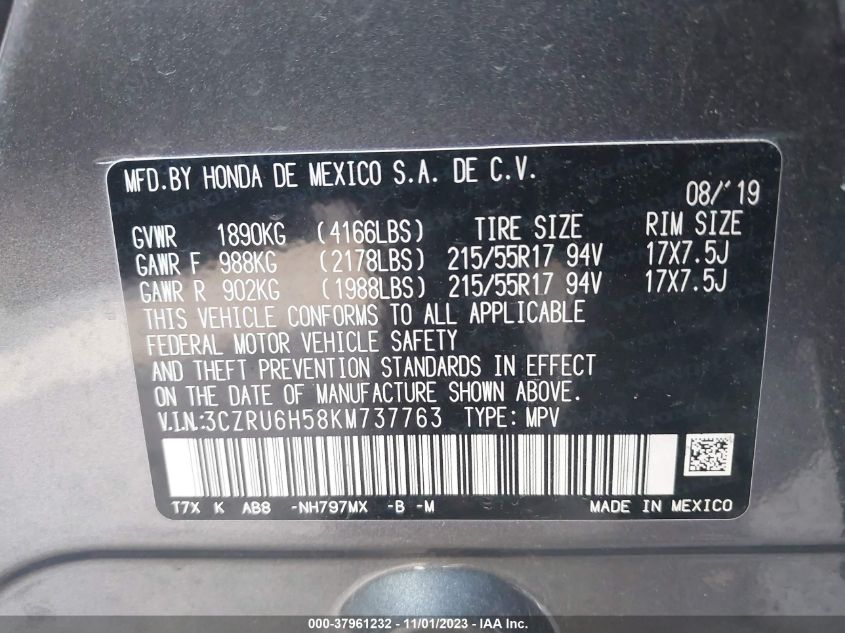 MFD.BY HONDA DE MEXICO S.A. DE C.V.
08/'19
GVWR 1890KG (4166LBS) TIRE SIZE RIM SIZE
GAWR F 988KG (2178LBS) 215/55R17 94V 17X7.5J
GAWR R 902KG (1988LBS) 215/55R17 94V 17X7.5J
THIS VEHICLE CONFORMS TO ALL APPLICABLE
FEDERAL MOTOR VEHICLE SAFETY
AND THEFT PREVENTION STANDARDS IN EFFECT
ON THE DATE OF MANUFACTURE SHOWN ABOVE.
V.I.N.:3CZRU6H58KM737763 TYPE: MPV
T7X K AB8 -NH797MX -B -M MADE IN MEXICO
000-37961232 - 11/01/2023 - IAA Inc.